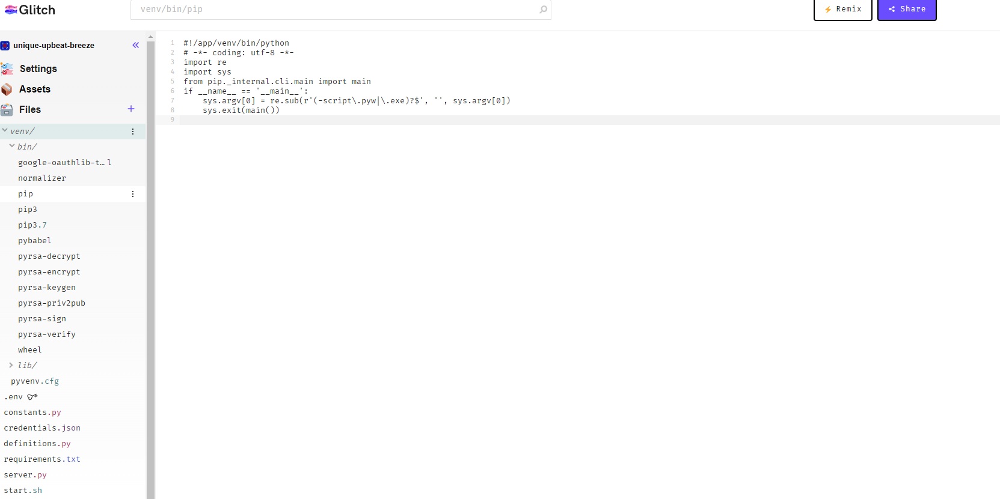 Glitch
venv/bin/pip
Remix
Share
unique-upbeat-breeze
Settings
Assets
Files
venv/
bin/
google-oauthlib-t…l
normalizer
pip
pip3
pip3.7
pybabel
pyrsa-decrypt
pyrsa-encrypt
pyrsa-keygen
pyrsa-priv2pub
pyrsa-sign
pyrsa-verify
wheel
lib/
pyvenv.cfg
.env
constants.py
credentials.json
definitions.py
requirements.txt
server.py
start.sh
1 #!/app/venv/bin/python
2 # -*- coding: utf-8 -*-
3 import re
4 import sys
5 from pip._internal.cli.main import main
6 if __name__ == '__main__':
7     sys.argv[0] = re.sub(r'(-script\.pyw|\.exe)?$', '', sys.argv[0])
8     sys.exit(main())
9